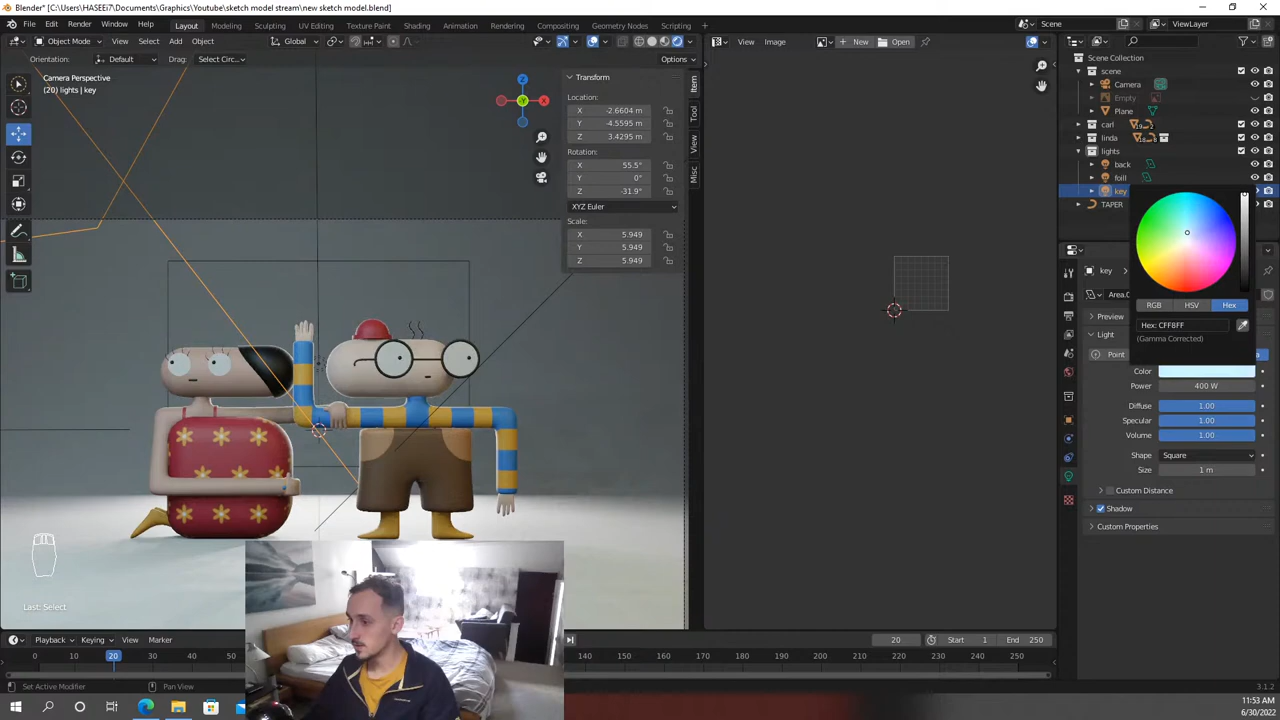 Blender* [C:\Users\HASEEi7\Documents\Graphics\Youtube\sketch model stream\new sketch model.blend]
File Edit Render Window Help Layout Modeling Sculpting UV Editing Texture Paint Shading Animation Rendering Compositing Geometry Nodes Scripting Scene ViewLayer
Object Mode View Select Add Object Global View Image New Open
Orientation: Default Drag: Select Circ... Options
Camera Perspective
(20) lights | key
Z
X
-Y
Transform
Location:
X -2.6604 m
Y -4.5595 m
Z 3.4295 m
Rotation:
X 55.5°
Y 0°
Z -31.9°
XYZ Euler
Scale:
X 5.949
Y 5.949
Z 5.949
Item
Tool
View
Misc
Scene Collection
scene
Camera
Empty
Plane
carl
linda
lights
back
foill
key
TAPER
key
Area.0
RGB HSV Hex
Hex: CFF8FF
(Gamma Corrected)
Preview
Light
Point
Color
Power 400 W
Diffuse 1.00
Specular 1.00
Volume 1.00
Shape Square
Size 1 m
Custom Distance
Shadow
Custom Properties
Last: Select
Playback Keying View Marker 20 Start 1 End 250
0 10 20 30 40 50 140 150 160 170 180 190 200 210 220 230 240 250
Set Active Modifier Pan View 3.1.2
11:53 AM
6/30/2022